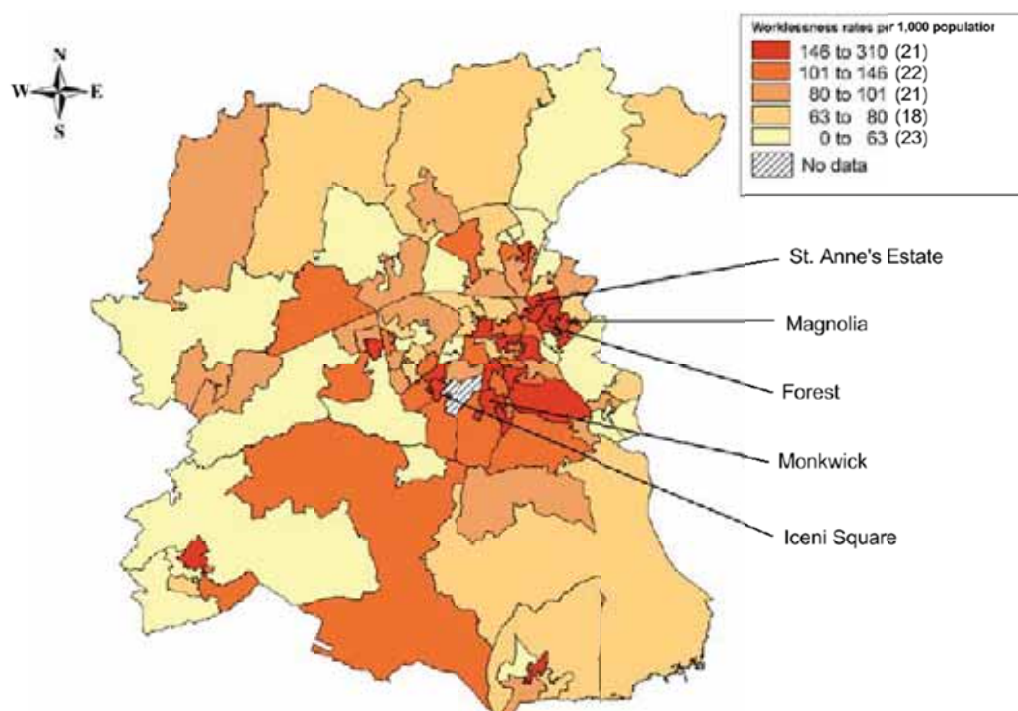 N
W E
S
Worklessness rates pır 1,000 population
146 to 310 (21)
101 to 146 (22)
80 to 101 (21)
63 to 80 (18)
0 to 63 (23)
No data
St. Anne's Estate
Magnolia
Forest
Monkwick
Iceni Square